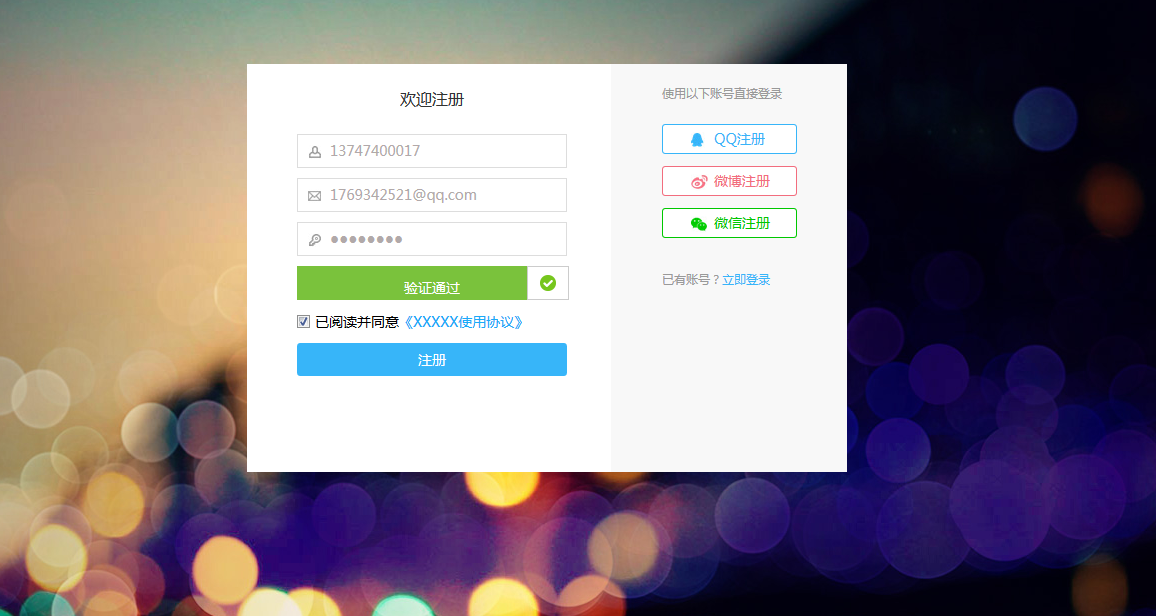 欢迎注册
13747400017
1769342521@qq.com
●●●●●●●●
验证通过
已阅读并同意《XXXXX使用协议》
注册
使用以下账号直接登录
QQ注册
微博注册
微信注册
已有账号？立即登录